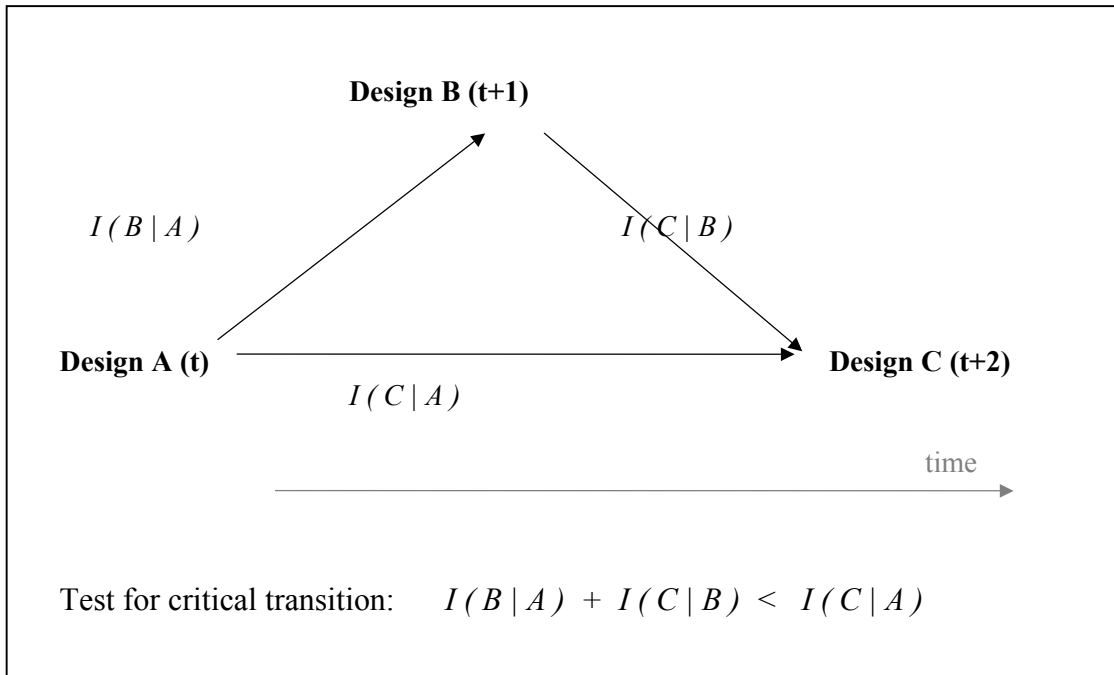 Design B (t+1)
I ( B | A ) I ( C | B )
Design A (t) Design C (t+2)
I ( C | A )
time
Test for critical transition: I ( B | A ) + I ( C | B ) < I ( C | A )